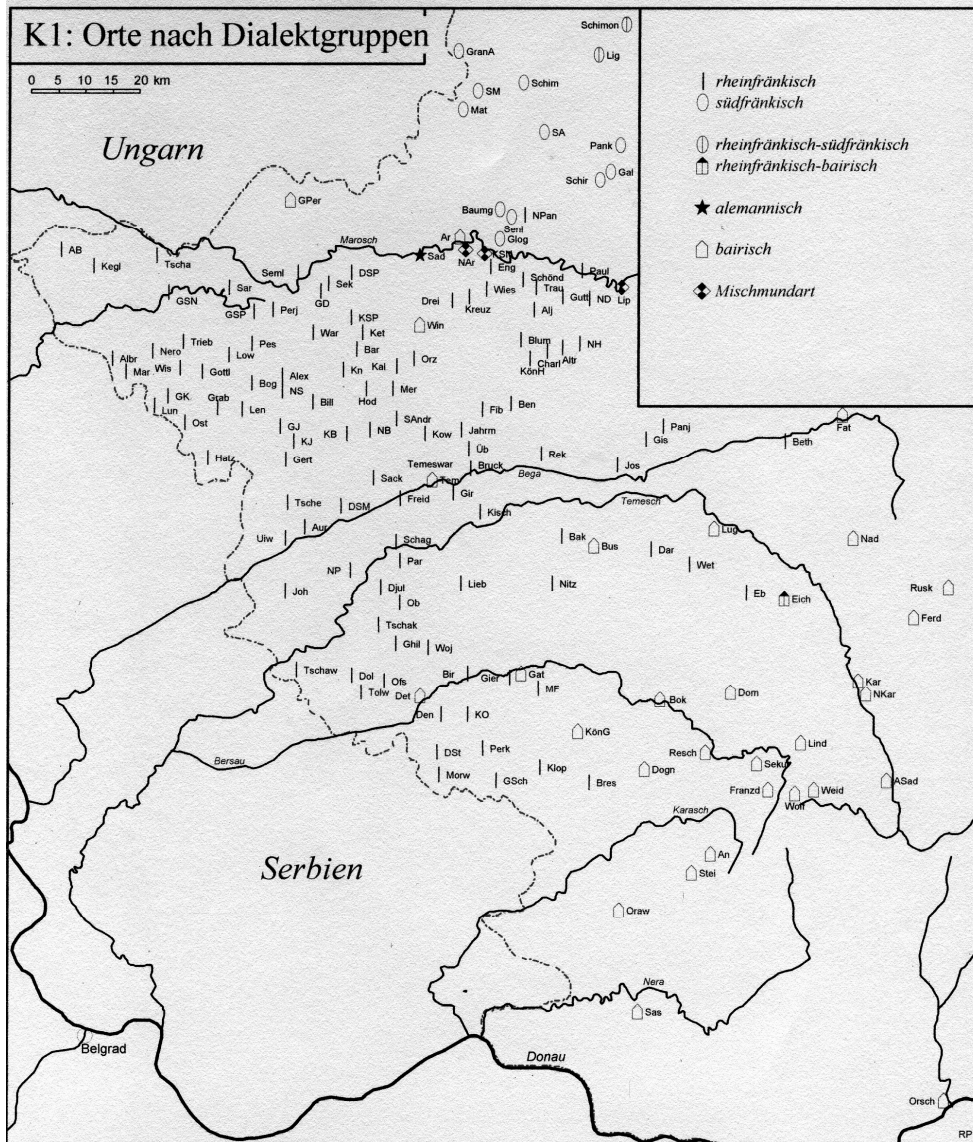 K1: Orte nach Dialektgruppen
0 5 10 15 20 km
rheinfränkisch
südfränkisch
rheinfränkisch-südfränkisch
rheinfränkisch-bairisch
alemannisch
bairisch
Mischmundart
Schimon
GranA
Lig
SM
Schim
Mat
Ungarn
SA
Pank
Schir
Gal
GPer
Baumg
NPan
Seml
Ar
Glog
Marosch
AB
Kegl
Tscha
Sad
NAr
KSN
Seml
DSP
Eng
Paul
Sar
Sek
GD
Wies
Schönd
Trau
Gutt
ND
Lip
GSN
GSP
Perj
Drei
Kreuz
Alj
KSP
War
Ket
Win
Trieb
Pes
Blum
NH
Albr
Nero
Low
Bar
Orz
Charl
Altr
Mar
Wis
Gottl
Kn
Kal
KönH
Bog
Alex
NS
Hod
Mer
GK
Grab
Bill
Ben
Lun
Len
Fib
Ost
GJ
KB
NB
SAndr
Kow
Jahrm
Panj
Fat
KJ
Gis
Beth
Hatz
Gert
Üb
Rek
Temeswar
Bruck
Bega
Jos
Sack
Tem
Tsche
DSM
Freid
Gir
Temesch
Kisch
Aur
Uiw
Schag
Bak
Bus
Lug
Nad
Dar
Par
Wet
NP
Joh
Djul
Lieb
Nitz
Eb
Eich
Rusk
Ob
Ferd
Tschak
Ghil
Woj
Tschaw
Dol
Ofs
Bir
Gier
Gat
Kar
Tolw
Det
MF
Bok
Dom
NKar
Den
KO
KönG
Lind
Bersau
DSt
Perk
Resch
Seku
Morw
GSch
Klop
Bres
Dogn
ASad
Franzd
Wolf
Weid
Karasch
Serbien
An
Stei
Oraw
Nera
Sas
Belgrad
Donau
Orsch
RP